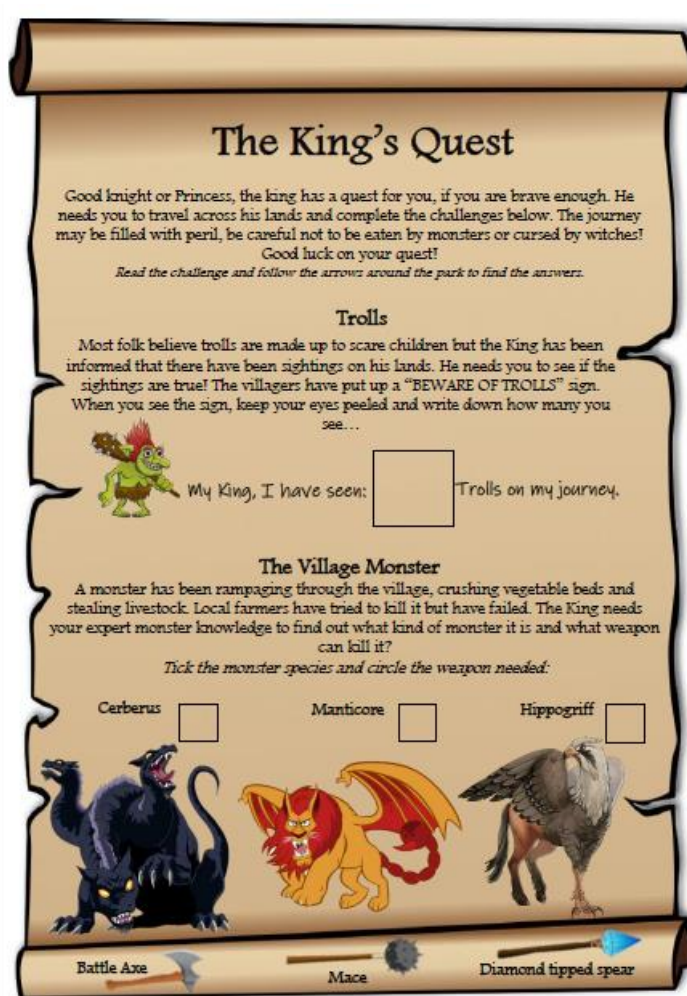 The King's Quest
Good knight or Princess, the king has a quest for you, if you are brave enough. He
needs you to travel across his lands and complete the challenges below. The journey
may be filled with peril, be careful not to be eaten by monsters or cursed by witches!
Good luck on your quest!
Read the challenge and follow the arrows around the park to find the answers.
Trolls
Most folk believe trolls are made up to scare children but the King has been
informed that there have been sightings on his lands. He needs you to see if the
sightings are true! The villagers have put up a “BEWARE OF TROLLS” sign.
When you see the sign, keep your eyes peeled and write down how many you
see…
My King, I have seen: Trolls on my journey.
The Village Monster
A monster has been rampaging through the village, crushing vegetable beds and
stealing livestock. Local farmers have tried to kill it but have failed. The King needs
your expert monster knowledge to find out what kind of monster it is and what weapon
can kill it?
Tick the monster species and circle the weapon needed:
Cerberus Manticore Hippogriff
Battle Axe Mace Diamond tipped spear